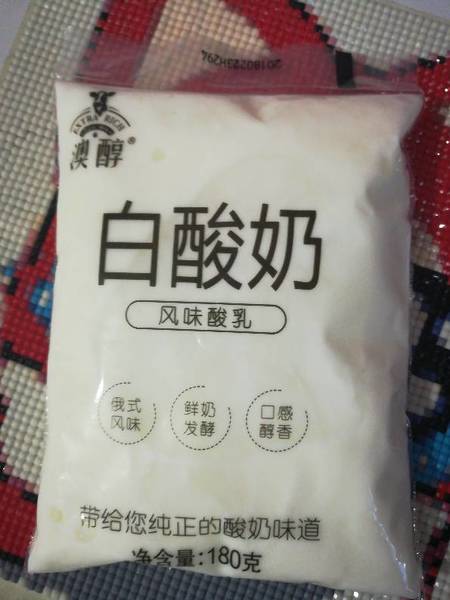 20180223H294
EXTRA RICH
澳醇®
白酸奶
风味酸乳
俄式
风味
鲜奶
发酵
口感
醇香
带给您纯正的酸奶味道
净含量:180克